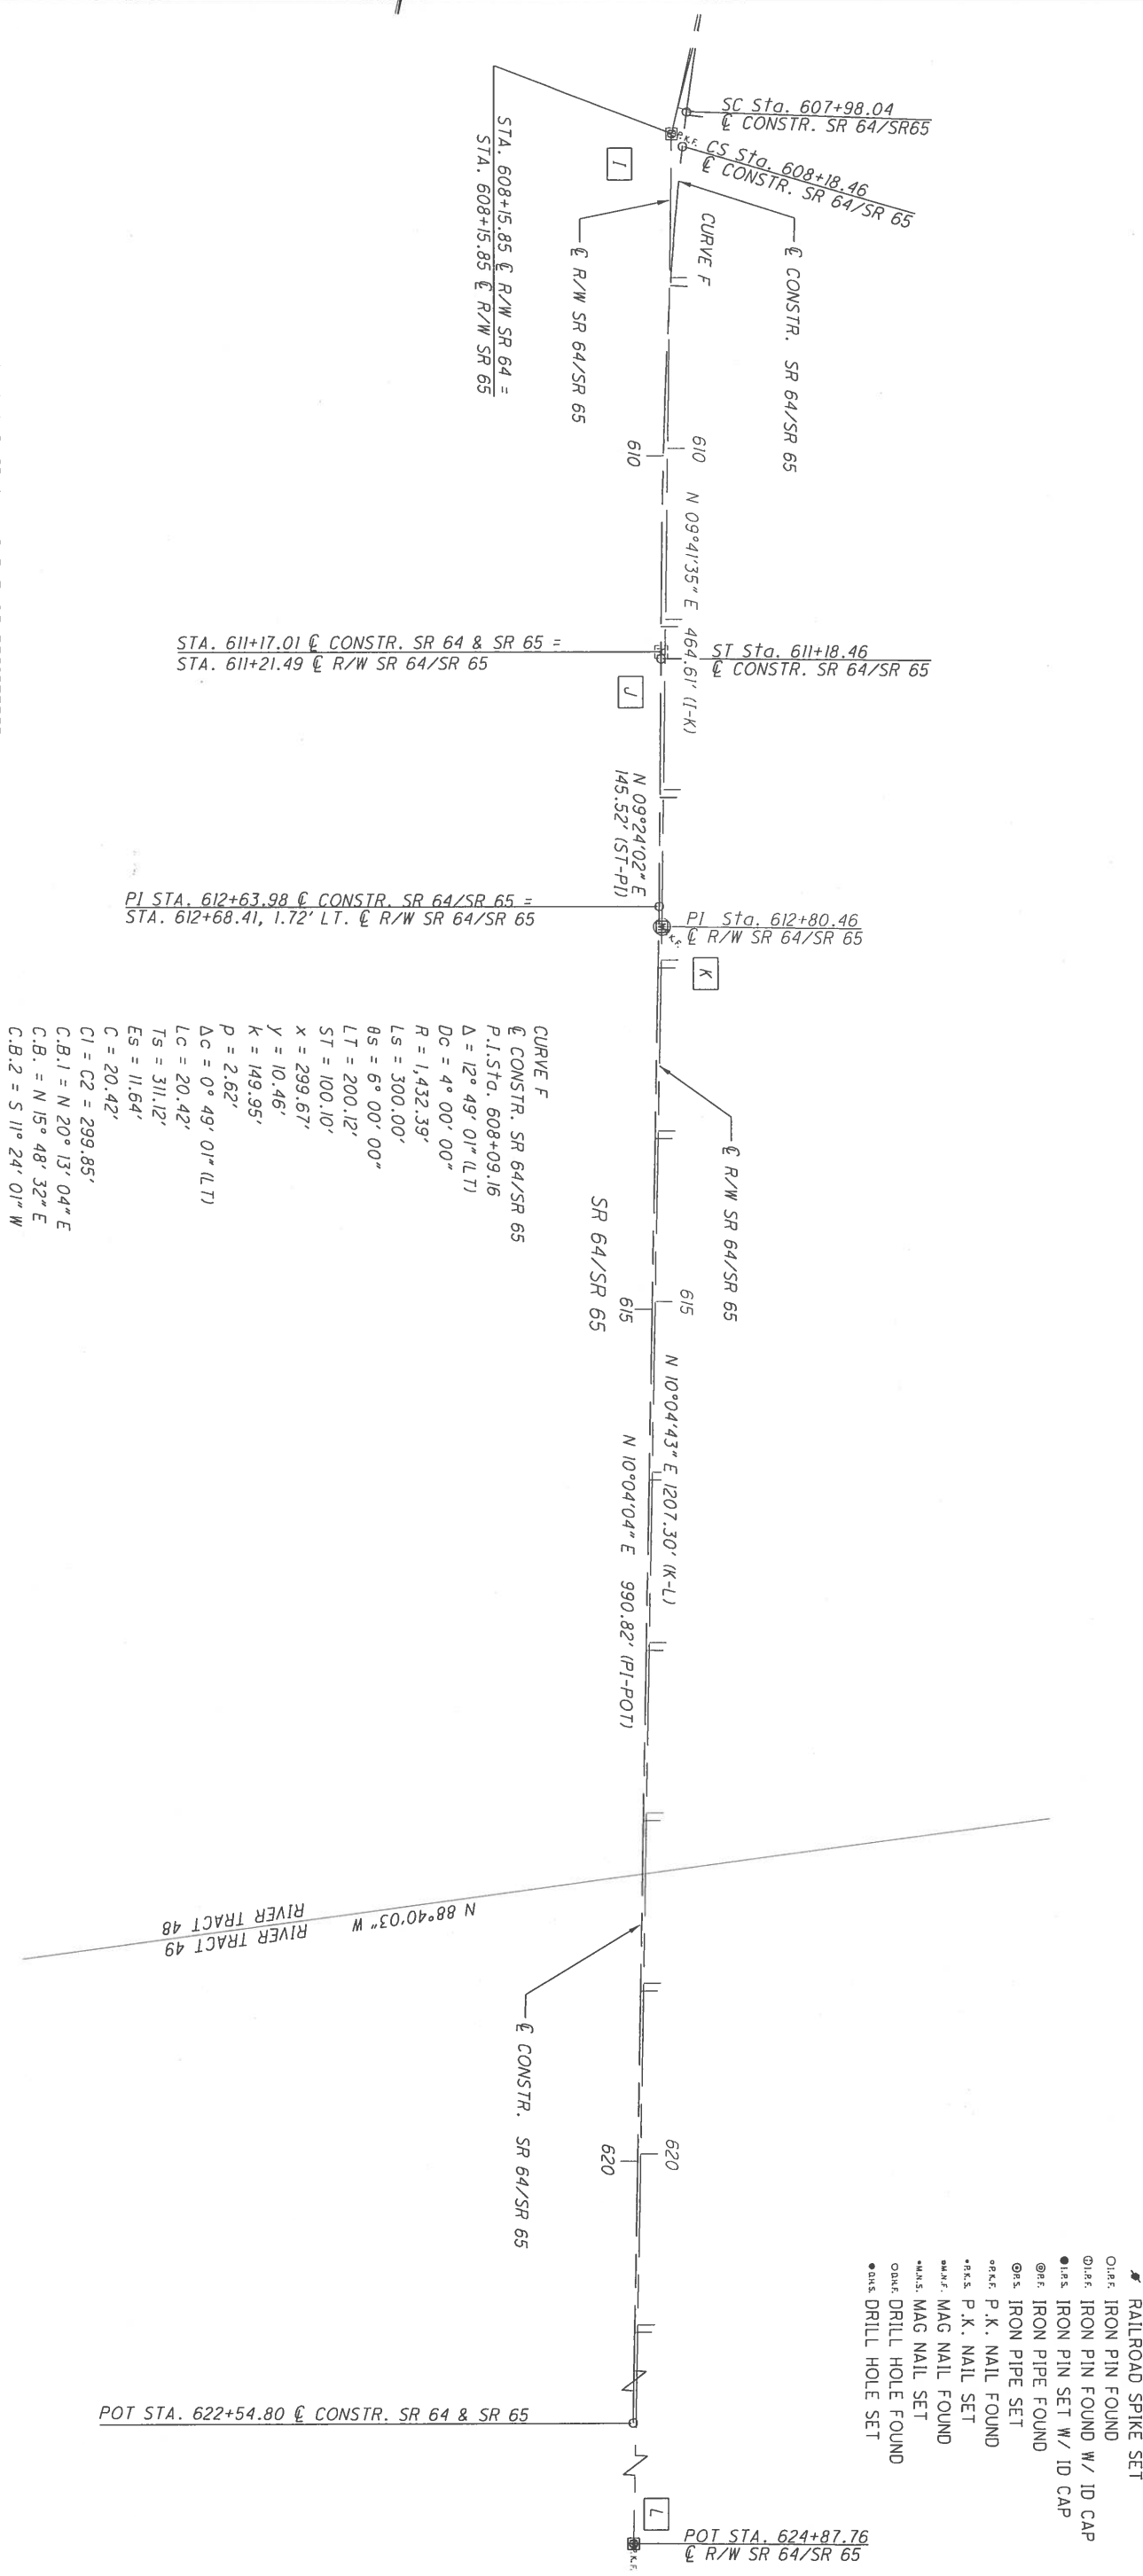 SC Sta. 607+98.04
℄ CONSTR. SR 64/SR65
P.K.F.
CS Sta. 608+18.46
℄ CONSTR. SR 64/SR 65
I
STA. 608+15.85 ℄ R/W SR 64 =
STA. 608+15.85 ℄ R/W SR 65
℄ R/W SR 64/SR 65
CURVE F
℄ CONSTR. SR 64/SR 65
610
610
N 09°41'35" E 464.61' (I-K)
STA. 611+17.01 ℄ CONSTR. SR 64 & SR 65 =
STA. 611+21.49 ℄ R/W SR 64/SR 65
ST Sta. 611+18.46
℄ CONSTR. SR 64/SR 65
J
N 09°24'02" E
145.52' (ST-PI)
PI STA. 612+63.98 ℄ CONSTR. SR 64/SR 65 =
STA. 612+68.41, 1.72' LT. ℄ R/W SR 64/SR 65
PI Sta. 612+80.46
℄ R/W SR 64/SR 65
K
CURVE F
℄ CONSTR. SR 64/SR 65
P.I.Sta. 608+09.16
Δ = 12° 49' 01" (LT)
Dc = 4° 00' 00"
R = 1,432.39'
Ls = 300.00'
θs = 6° 00' 00"
LT = 200.12'
ST = 100.10'
x = 299.67'
y = 10.46'
k = 149.95'
p = 2.62'
Δc = 0° 49' 01" (LT)
Lc = 20.42'
Ts = 311.12'
Es = 11.64'
C = 20.42'
C1 = C2 = 299.85'
C.B.1 = N 20° 13' 04" E
C.B. = N 15° 48' 32" E
C.B.2 = S 11° 24' 01" W
℄ R/W SR 64/SR 65
SR 64/SR 65
615
615
N 10°04'43" E 1207.30' (K-L)
N 10°04'04" E 990.82' (PI-POT)
N 88°40'03" W
RIVER TRACT 48
RIVER TRACT 49
℄ CONSTR. SR 64/SR 65
620
620
RAILROAD SPIKE SET
I.P.F. IRON PIN FOUND
I.P.F. IRON PIN FOUND W/ ID CAP
I.P.S. IRON PIN SET W/ ID CAP
P.F. IRON PIPE FOUND
P.S. IRON PIPE SET
P.K.F. P.K. NAIL FOUND
P.K.S. P.K. NAIL SET
M.N.F. MAG NAIL FOUND
M.N.S. MAG NAIL SET
D.H.F. DRILL HOLE FOUND
D.H.S. DRILL HOLE SET
POT STA. 622+54.80 ℄ CONSTR. SR 64 & SR 65
L
POT STA. 624+87.76
℄ R/W SR 64/SR 65
P.K.F.